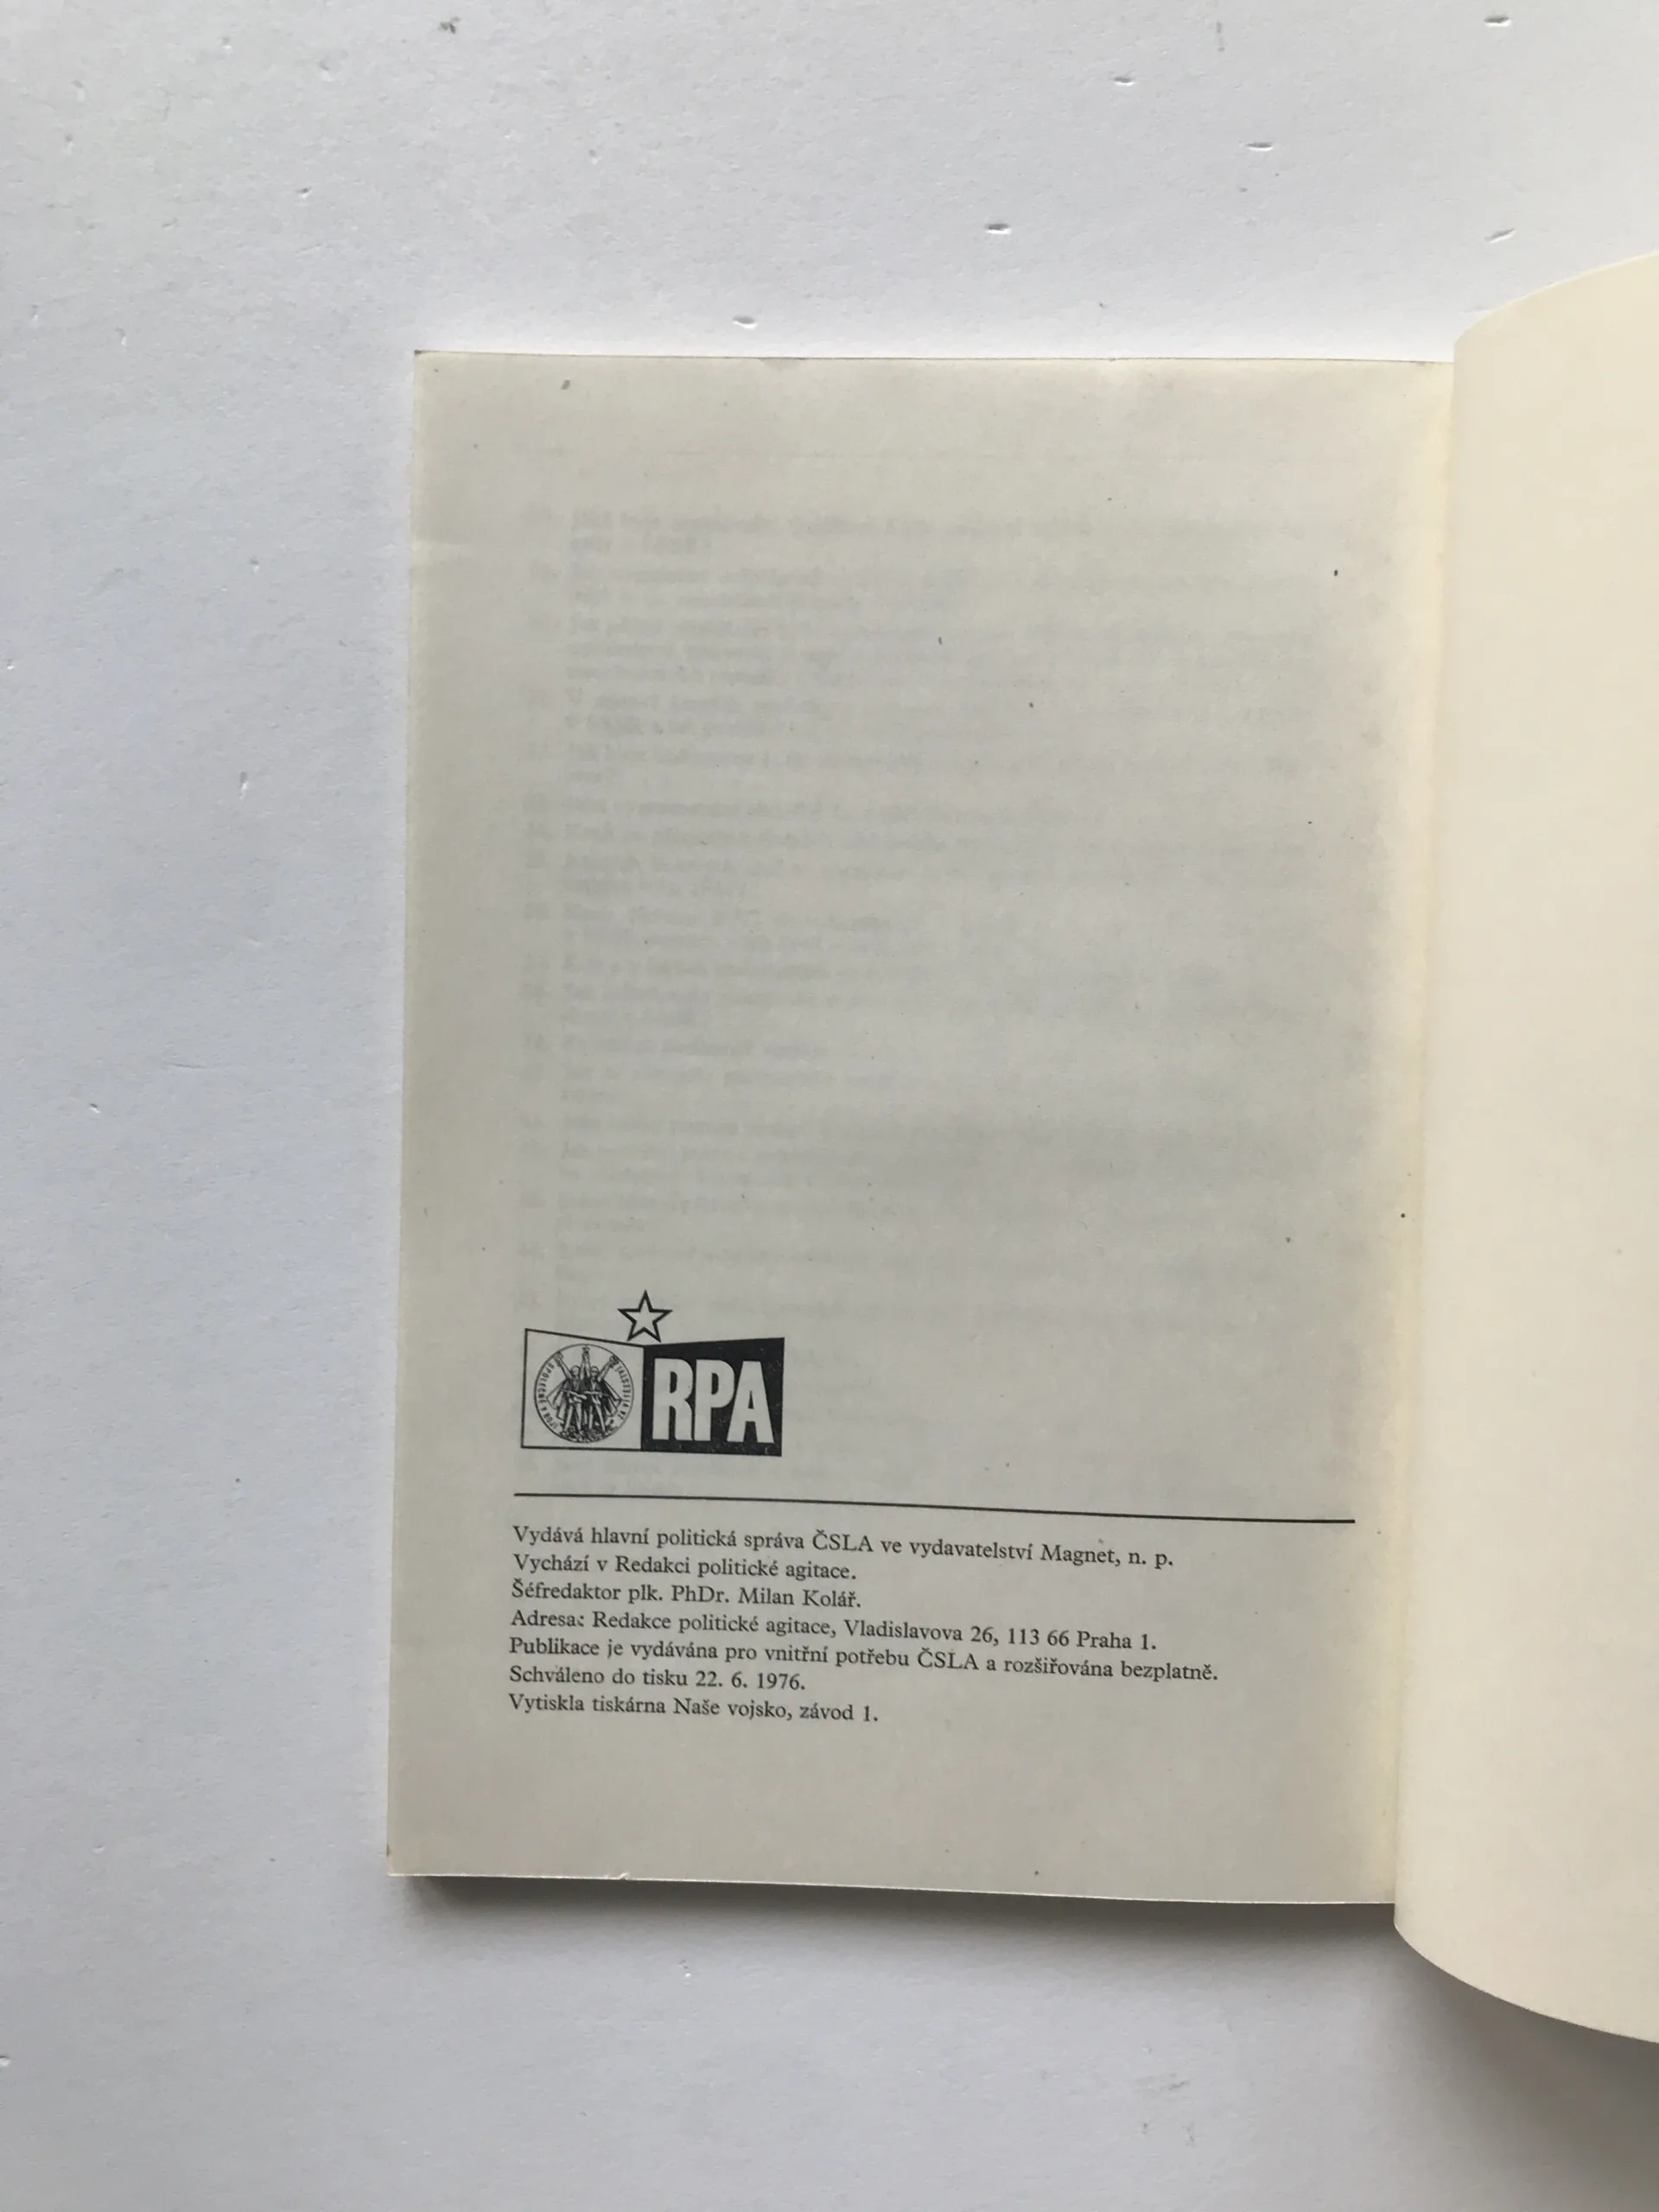 RPA
Vydává hlavní politická správa ČSLA ve vydavatelství Magnet, n. p.
Vychází v Redakci politické agitace.
Šéfredaktor plk. PhDr. Milan Kolář.
Adresa: Redakce politické agitace, Vladislavova 26, 113 66 Praha 1.
Publikace je vydávána pro vnitřní potřebu ČSLA a rozšiřována bezplatně.
Schváleno do tisku 22. 6. 1976.
Vytiskla tiskárna Naše vojsko, závod 1.